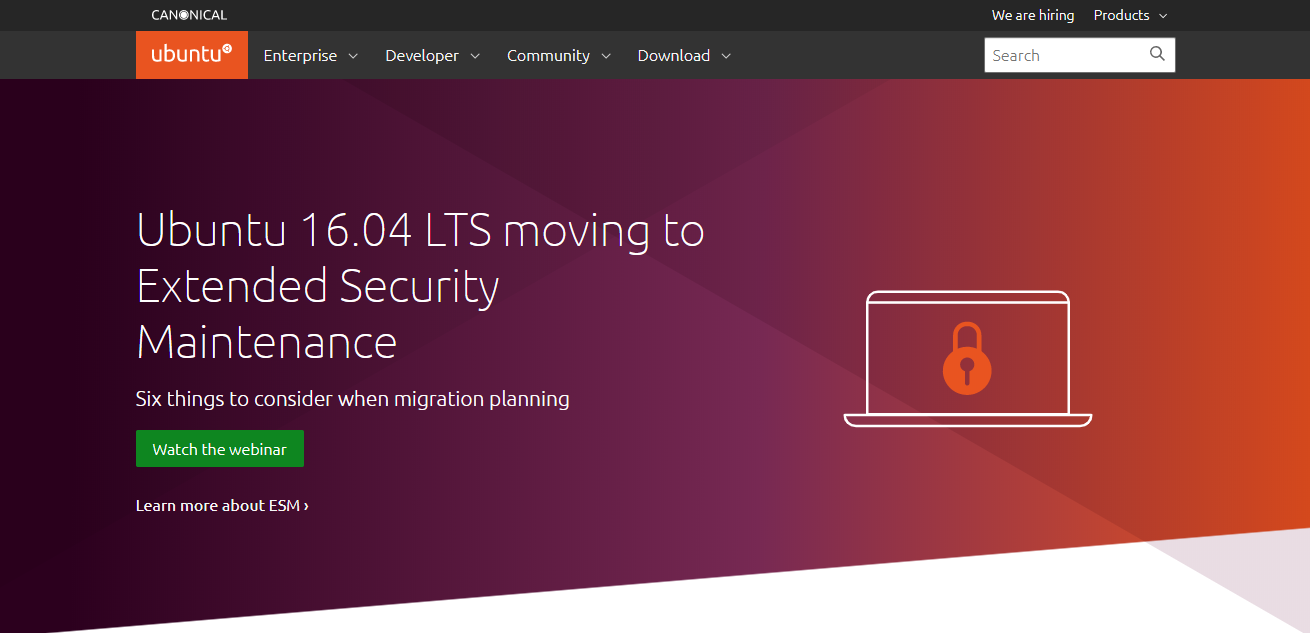 CANONICAL
We are hiring
Products
ubuntu
Enterprise
Developer
Community
Download
Search
Ubuntu 16.04 LTS moving to
Extended Security
Maintenance
Six things to consider when migration planning
Watch the webinar
Learn more about ESM ›